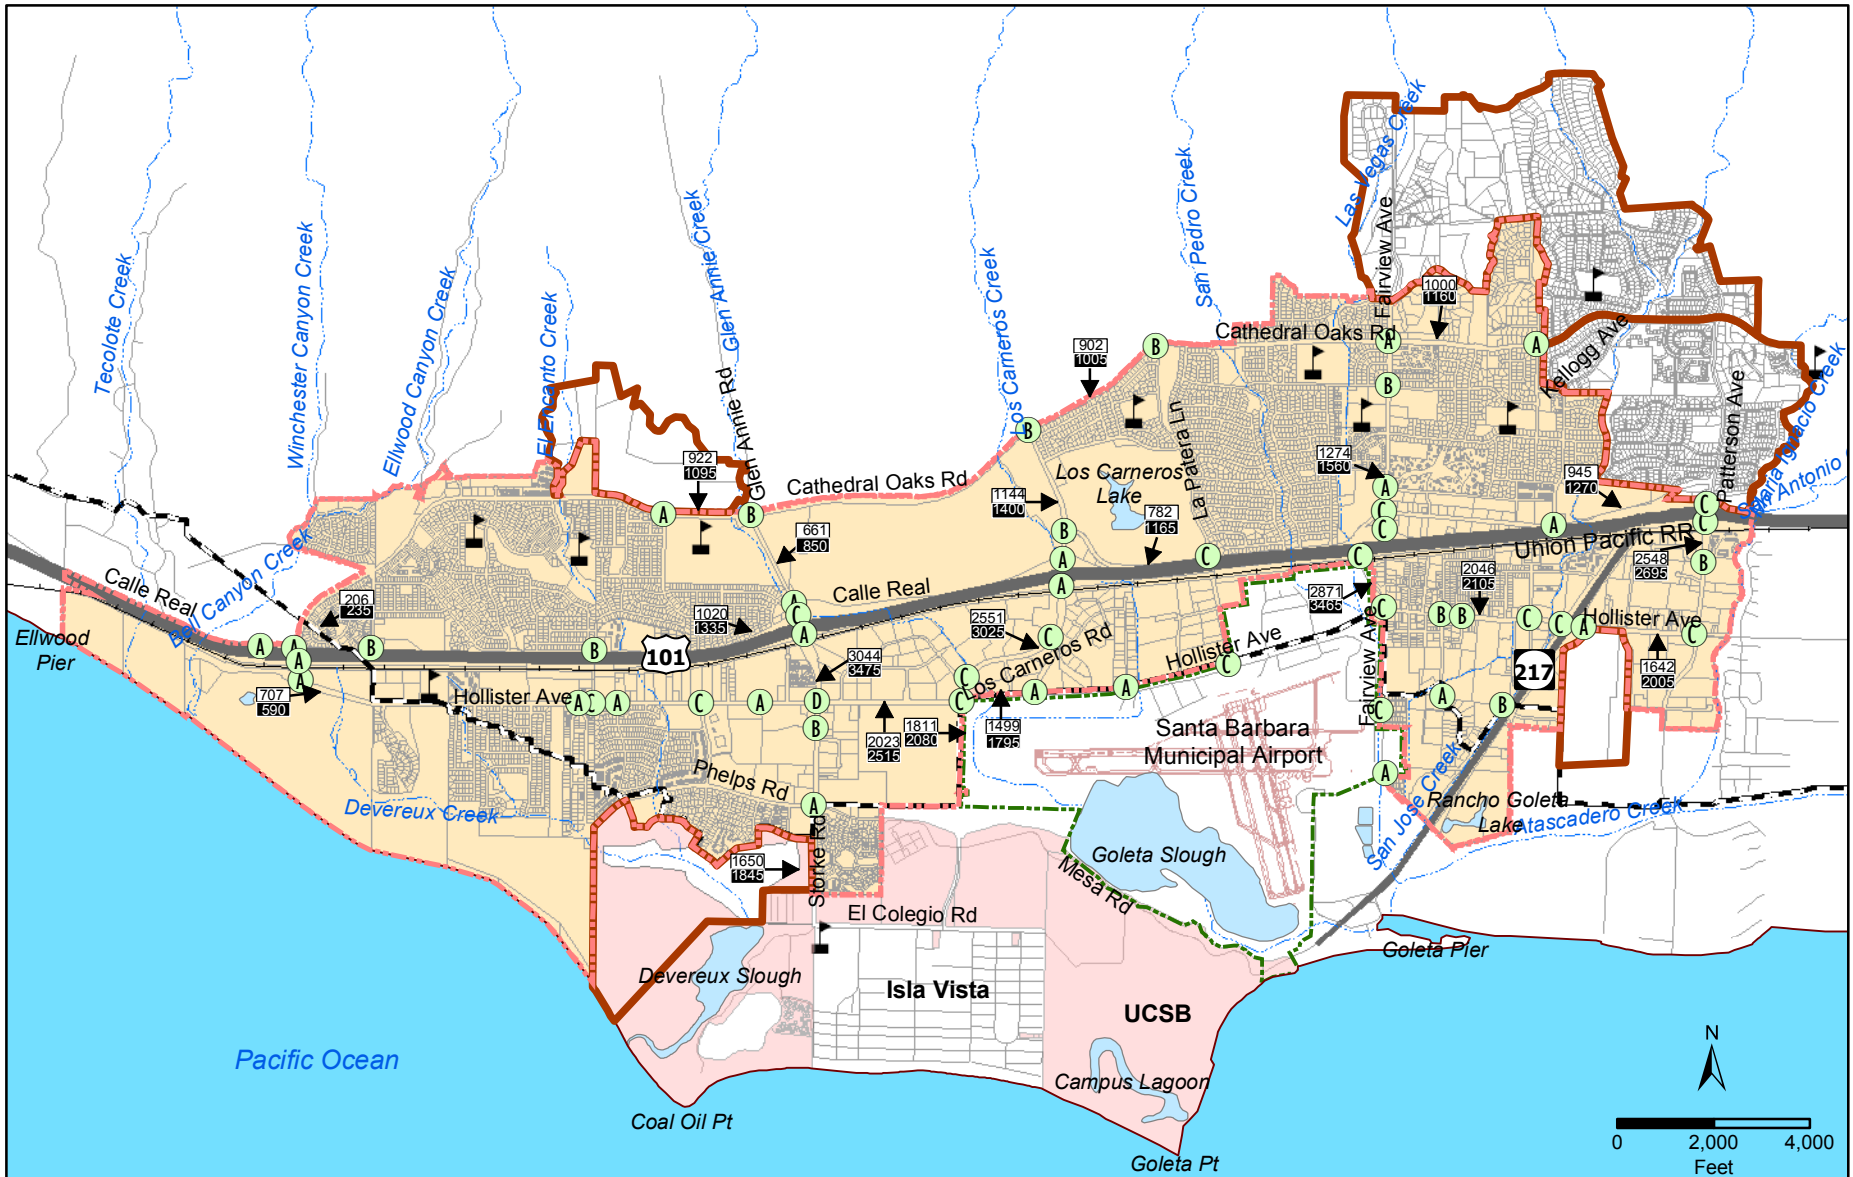 Tecolote Creek
Winchester Canyon Creek
Ellwood Canyon Creek
El Encanto Creek
Glen Annie Creek
Glen Annie Rd
Los Carneros Creek
San Pedro Creek
Las Vegas Creek
Fairview Ave
1000
1160
Cathedral Oaks Rd
A
A
B
902
1005
Kellogg Ave
B
Patterson Ave
Maria Ignacio Creek
San Antonio
B
La Patera Ln
922
1095
Cathedral Oaks Rd
Los Carneros
Lake
1274
1560
945
1270
1144
1400
A
B
A
C
C
C
C
A
782
1165
B
A
A
C
C
Union Pacific RR
2548
2695
B
661
850
Bell Canyon Creek
Calle Real
Calle Real
206
235
A
C
A
1020
1335
2551
3025
C
2871
3465
C
2046
2105
B
B
C
C
A
Hollister Ave
C
Ellwood
Pier
A
A
A
A
B
B
101
3044
3475
Los Carneros Rd
Hollister Ave
C
217
1642
2005
707
590
Hollister Ave
A
C
A
C
A
D
B
C
C
A
A
Fairview Ave
C
A
B
2023
2515
1811
2080
1499
1795
Santa Barbara
Municipal Airport
Phelps Rd
A
A
Devereux Creek
San Jose Creek
Rancho Goleta
Lake
Atascadero Creek
1650
1845
Storke Rd
Goleta Slough
Mesa Rd
El Colegio Rd
Goleta Pier
Devereux Slough
Isla Vista
UCSB
Pacific Ocean
N
Campus Lagoon
Coal Oil Pt
Goleta Pt
0 2,000 4,000
Feet